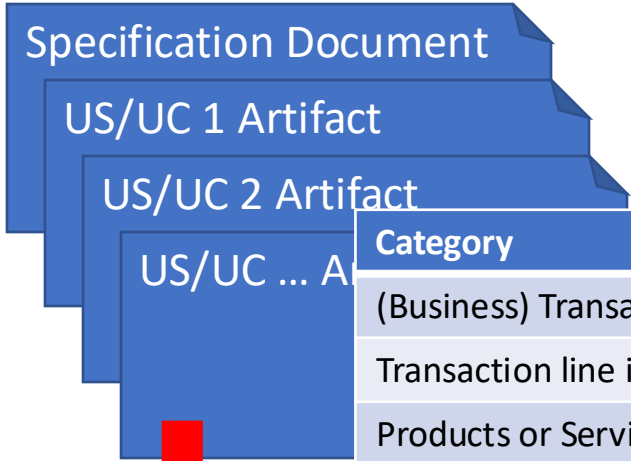 Specification Document
US/UC 1 Artifact
US/UC 2 Artifact
US/UC ...
Category
(Business)
Transaction line
Products or